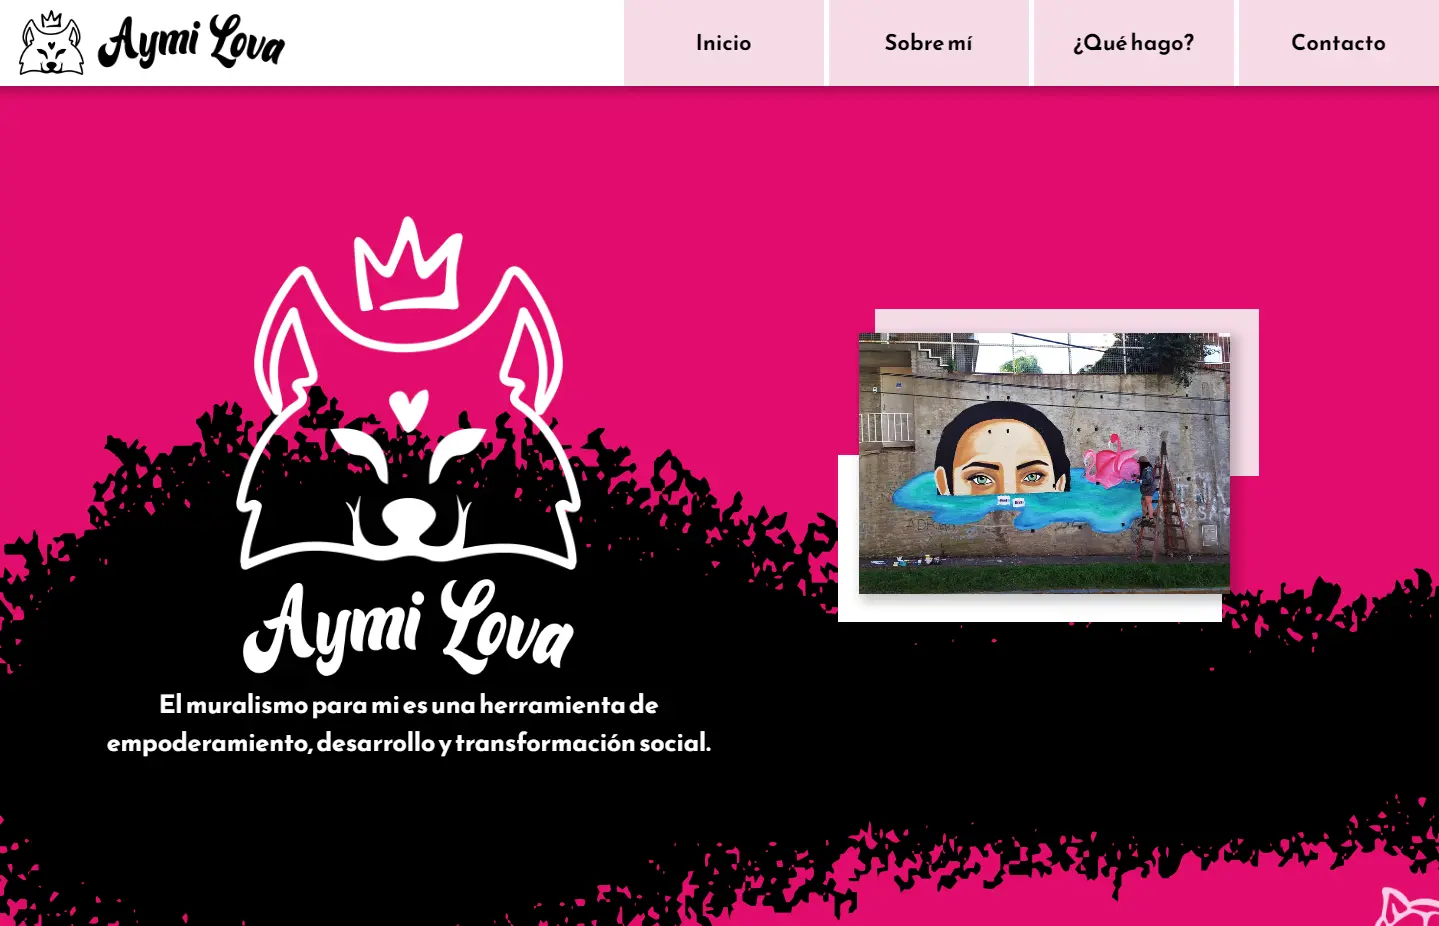 Aymi Lova
Inicio
Sobre mí
¿Qué hago?
Contacto
Aymi Lova
El muralismo para mi es una herramienta de
empoderamiento, desarrollo y transformación social.